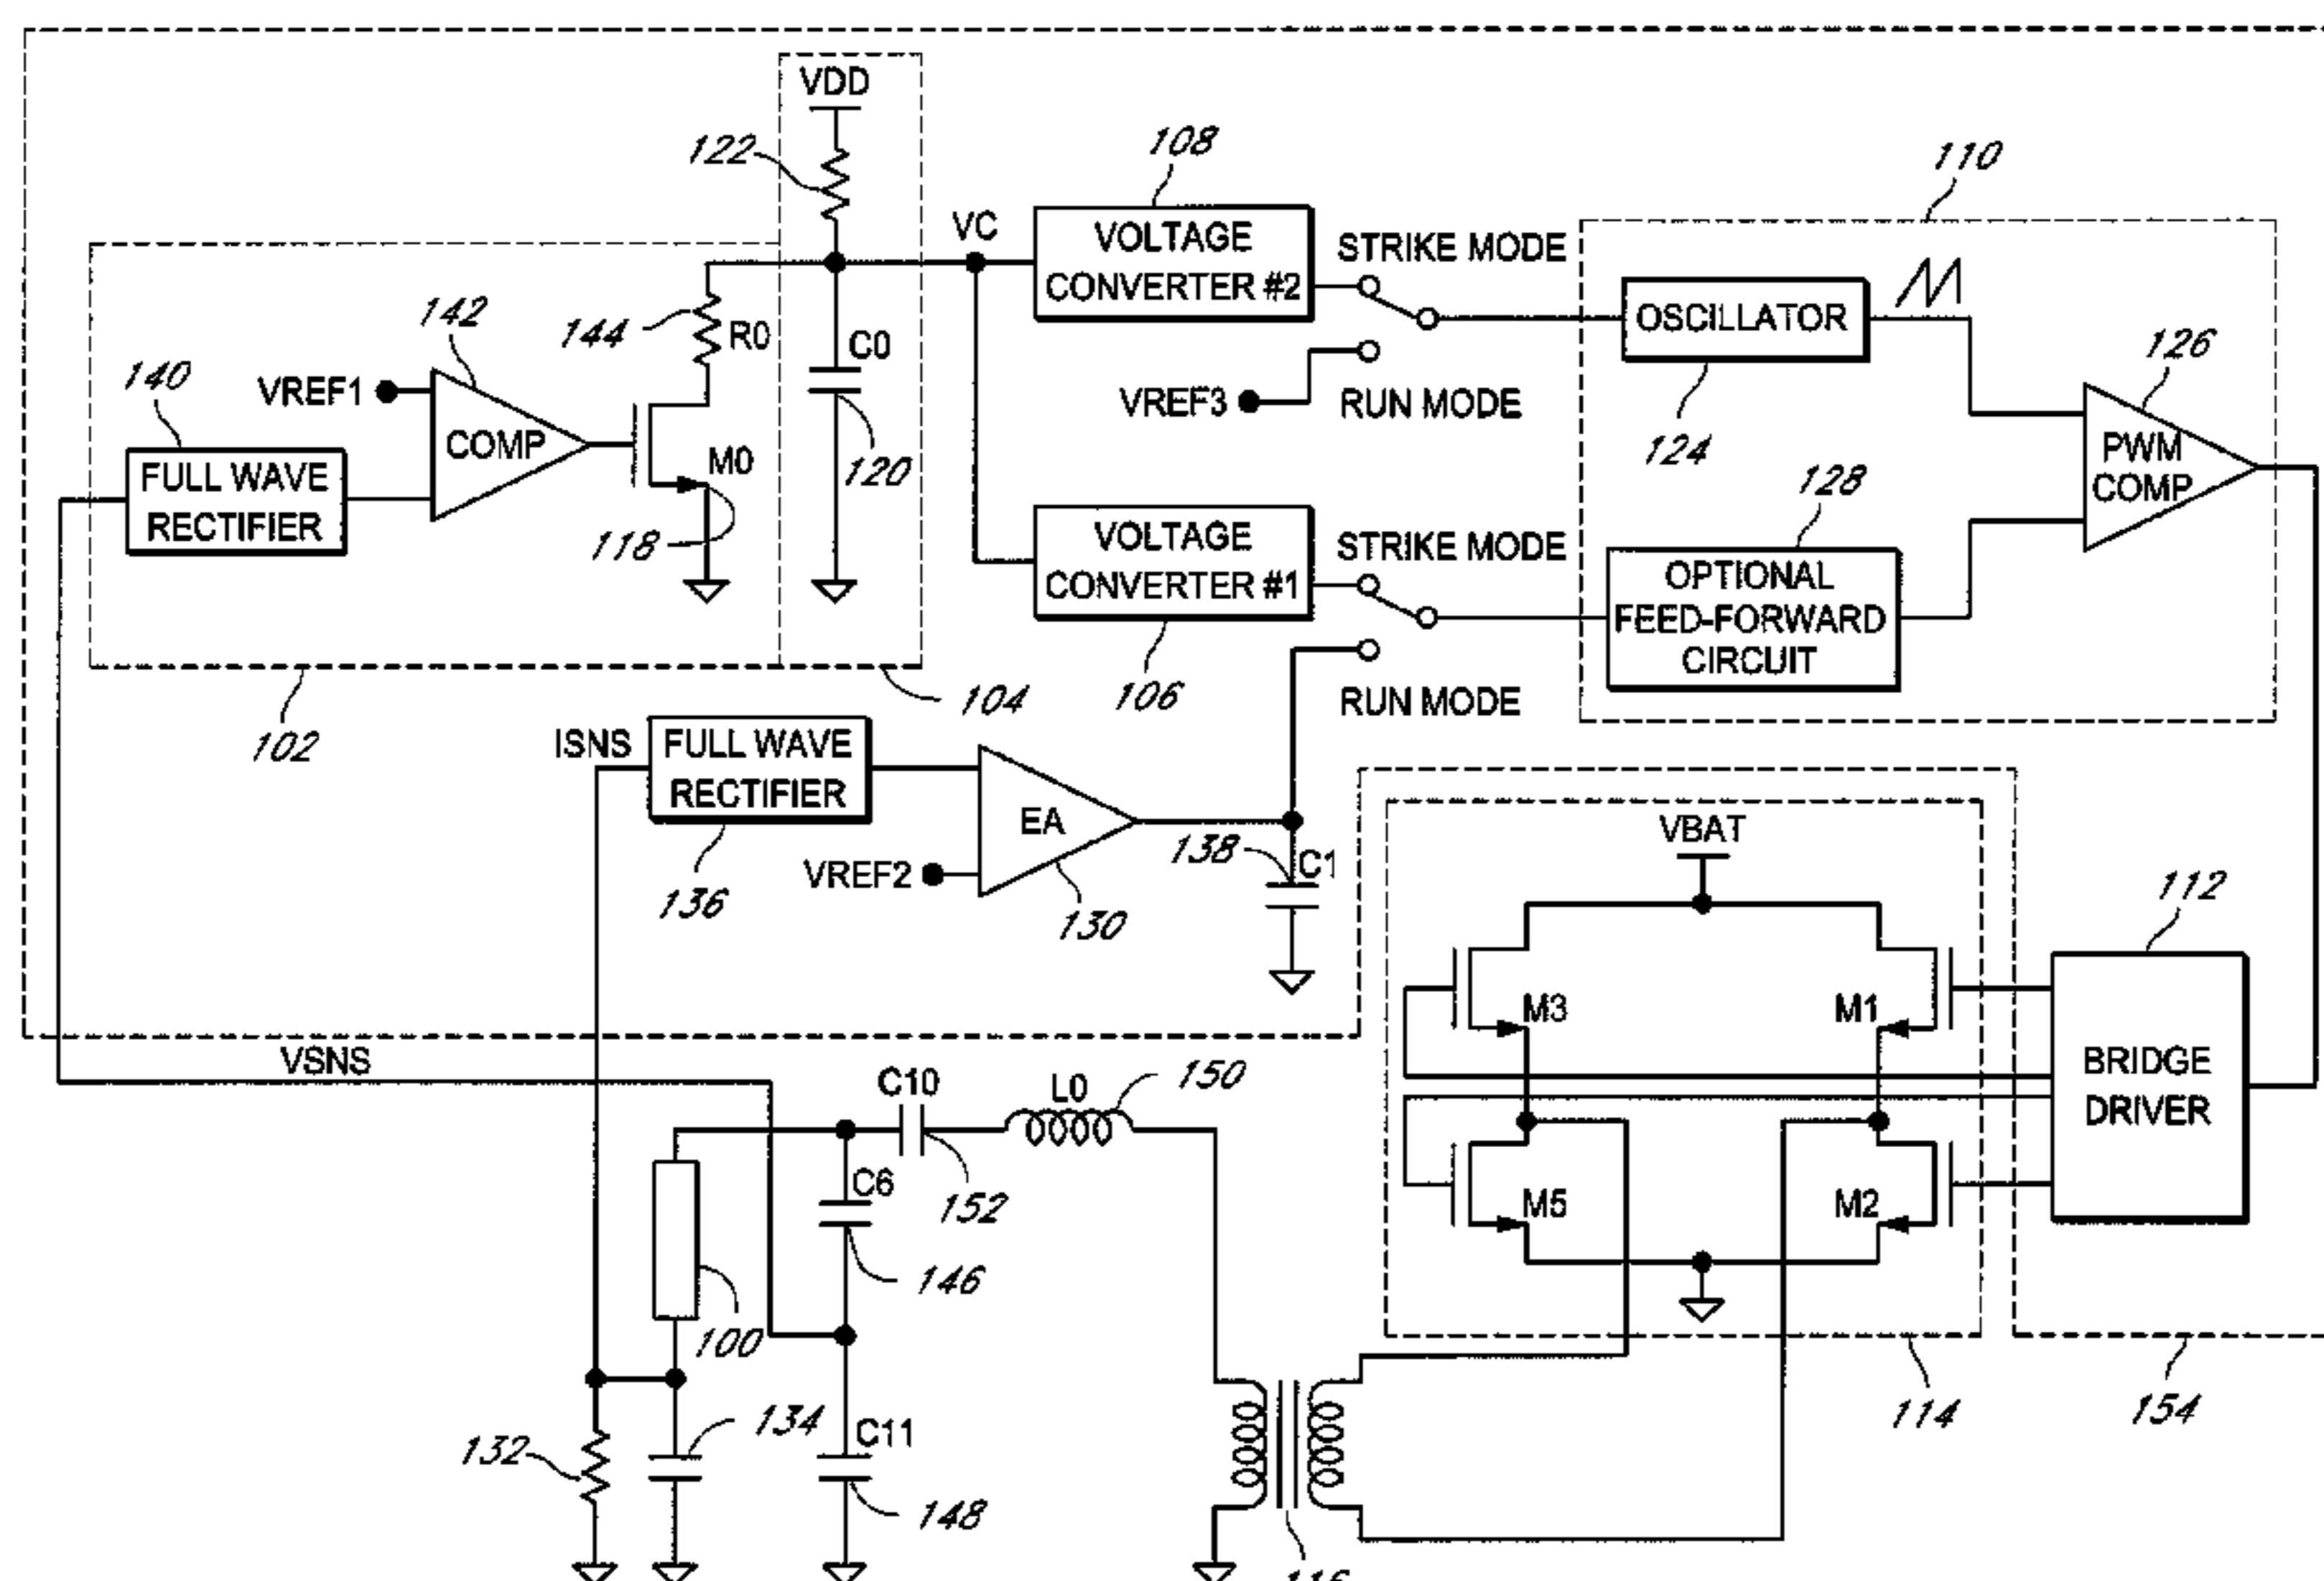 VDD
122
108
110
VC
VOLTAGE
CONVERTER #2
STRIKE MODE
142
144
R0
C0
OSCILLATOR
126
140
VREF1
VREF3
RUN MODE
COMP
M0
120
124
PWM
COMP
FULL WAVE
RECTIFIER
128
118
VOLTAGE
CONVERTER #1
STRIKE MODE
OPTIONAL
FEED-FORWARD
CIRCUIT
102
104
106
RUN MODE
ISNS
FULL WAVE
RECTIFIER
EA
138
C1
VBAT
VREF2
136
130
112
M3
M1
VSNS
C10
L0
150
BRIDGE
DRIVER
C6
152
M5
M2
146
100
134
C11
114
154
132
148